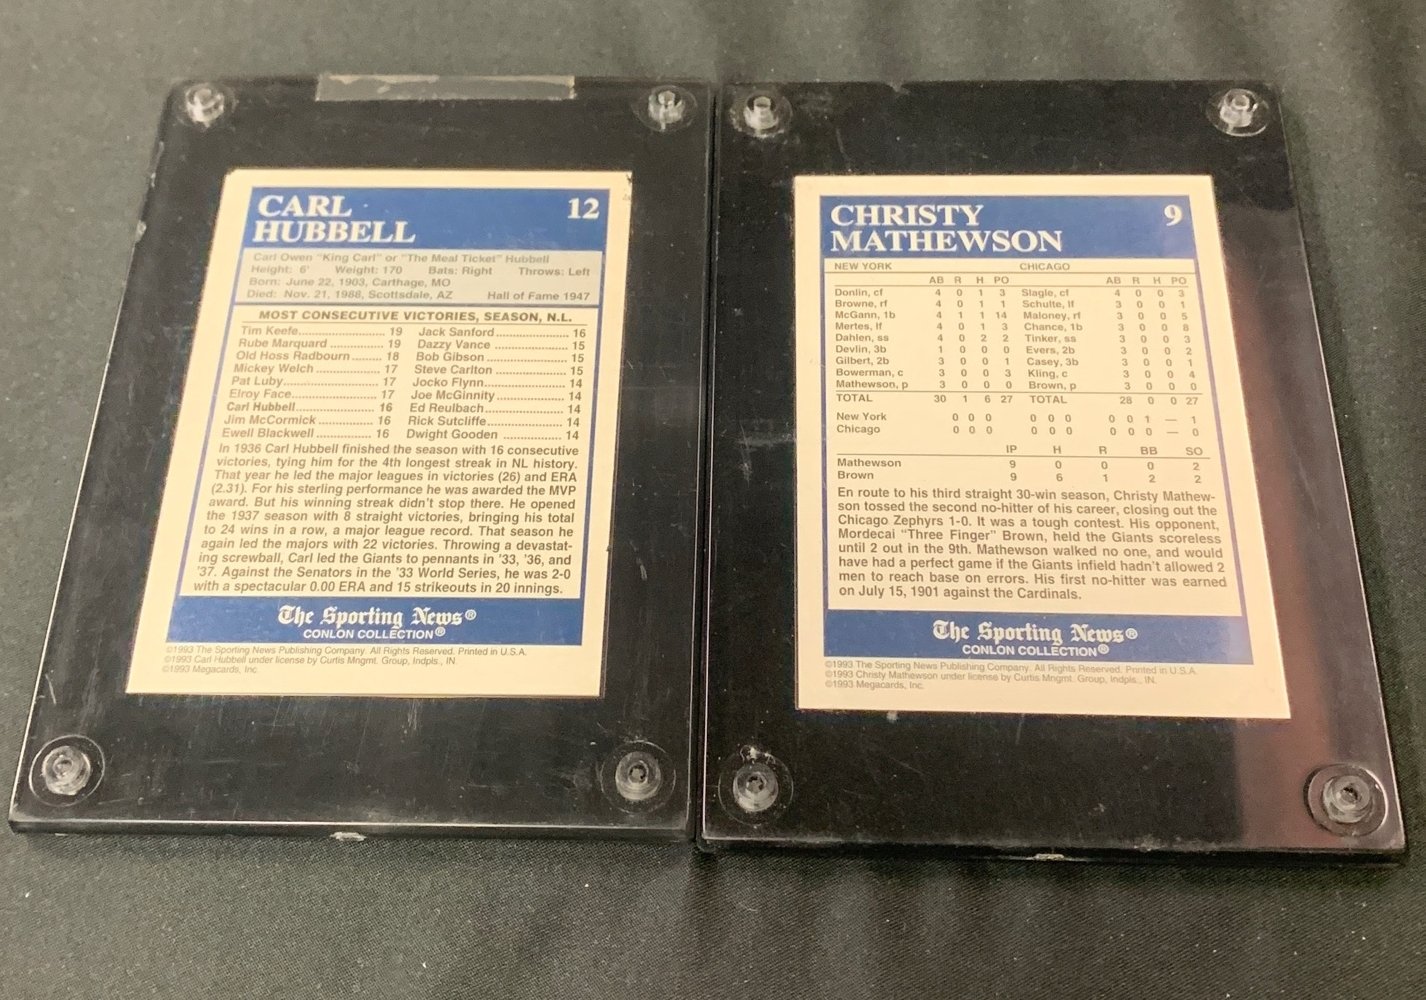 CARL
HUBBELL
12
Carl Owen "King Carl" or "The Meal Ticket" Hubbell
Height: 6' Weight: 170 Bats: Right Throws: Left
Born: June 22, 1903, Carthage, MO
Died: Nov. 21, 1988, Scottsdale, AZ Hall of Fame 1947
MOST CONSECUTIVE VICTORIES, SEASON, N.L.
Tim Keefe.......................... 19 Jack Sanford..................... 16
Rube Marquard ................ 19 Dazzy Vance ..................... 15
Old Hoss Radbourn ......... 18 Bob Gibson ....................... 15
Mickey Welch ................... 17 Steve Carlton .................... 15
Pat Luby............................ 17 Jocko Flynn....................... 14
Elroy Face......................... 17 Joe McGinnity ................... 14
Carl Hubbell...................... 16 Ed Reulbach...................... 14
Jim McCormick ................ 16 Rick Sutcliffe..................... 14
Ewell Blackwell ................ 16 Dwight Gooden ................. 14
In 1936 Carl Hubbell finished the season with 16 consecutive
victories, tying him for the 4th longest streak in NL history.
That year he led the major leagues in victories (26) and ERA
(2.31). For his sterling performance he was awarded the MVP
award. But his winning streak didn't stop there. He opened
the 1937 season with 8 straight victories, bringing his total
to 24 wins in a row, a major league record. That season he
again led the majors with 22 victories. Throwing a devastat-
ing screwball, Carl led the Giants to pennants in '33, '36, and
'37. Against the Senators in the '33 World Series, he was 2-0
with a spectacular 0.00 ERA and 15 strikeouts in 20 innings.
The Sporting News®
CONLON COLLECTION®
©1993 The Sporting News Publishing Company. All Rights Reserved. Printed in U.S.A.
©1993 Carl Hubbell under license by Curtis Mngmt. Group, Indpls., IN.
©1993 Megacards, Inc.
CHRISTY
MATHEWSON
9
NEW YORK CHICAGO
AB R H PO AB R H PO
Donlin, cf 4 0 1 3 Slagle, cf 4 0 0 3
Browne, rf 4 0 1 1 Schulte, lf 3 0 0 1
McGann, 1b 4 1 1 14 Maloney, rf 3 0 0 5
Mertes, lf 4 0 1 3 Chance, 1b 3 0 0 8
Dahlen, ss 4 0 2 2 Tinker, ss 3 0 0 3
Devlin, 3b 1 0 0 0 Evers, 2b 3 0 0 2
Gilbert, 2b 3 0 0 1 Casey, 3b 3 0 0 1
Bowerman, c 3 0 0 3 Kling, c 3 0 0 4
Mathewson, p 3 0 0 0 Brown, p 3 0 0 0
TOTAL 30 1 6 27 TOTAL 28 0 0 27
New York 0 0 0 0 0 0 0 0 1 — 1
Chicago 0 0 0 0 0 0 0 0 0 — 0
IP H R BB SO
Mathewson 9 0 0 0 2
Brown 9 6 1 2 2
En route to his third straight 30-win season, Christy Mathew-
son tossed the second no-hitter of his career, closing out the
Chicago Zephyrs 1-0. It was a tough contest. His opponent,
Mordecai "Three Finger" Brown, held the Giants scoreless
until 2 out in the 9th. Mathewson walked no one, and would
have had a perfect game if the Giants infield hadn't allowed 2
men to reach base on errors. His first no-hitter was earned
on July 15, 1901 against the Cardinals.
The Sporting News®
CONLON COLLECTION®
©1993 The Sporting News Publishing Company. All Rights Reserved. Printed in U.S.A.
©1993 Christy Mathewson under license by Curtis Mngmt. Group, Indpls., IN.
©1993 Megacards, Inc.